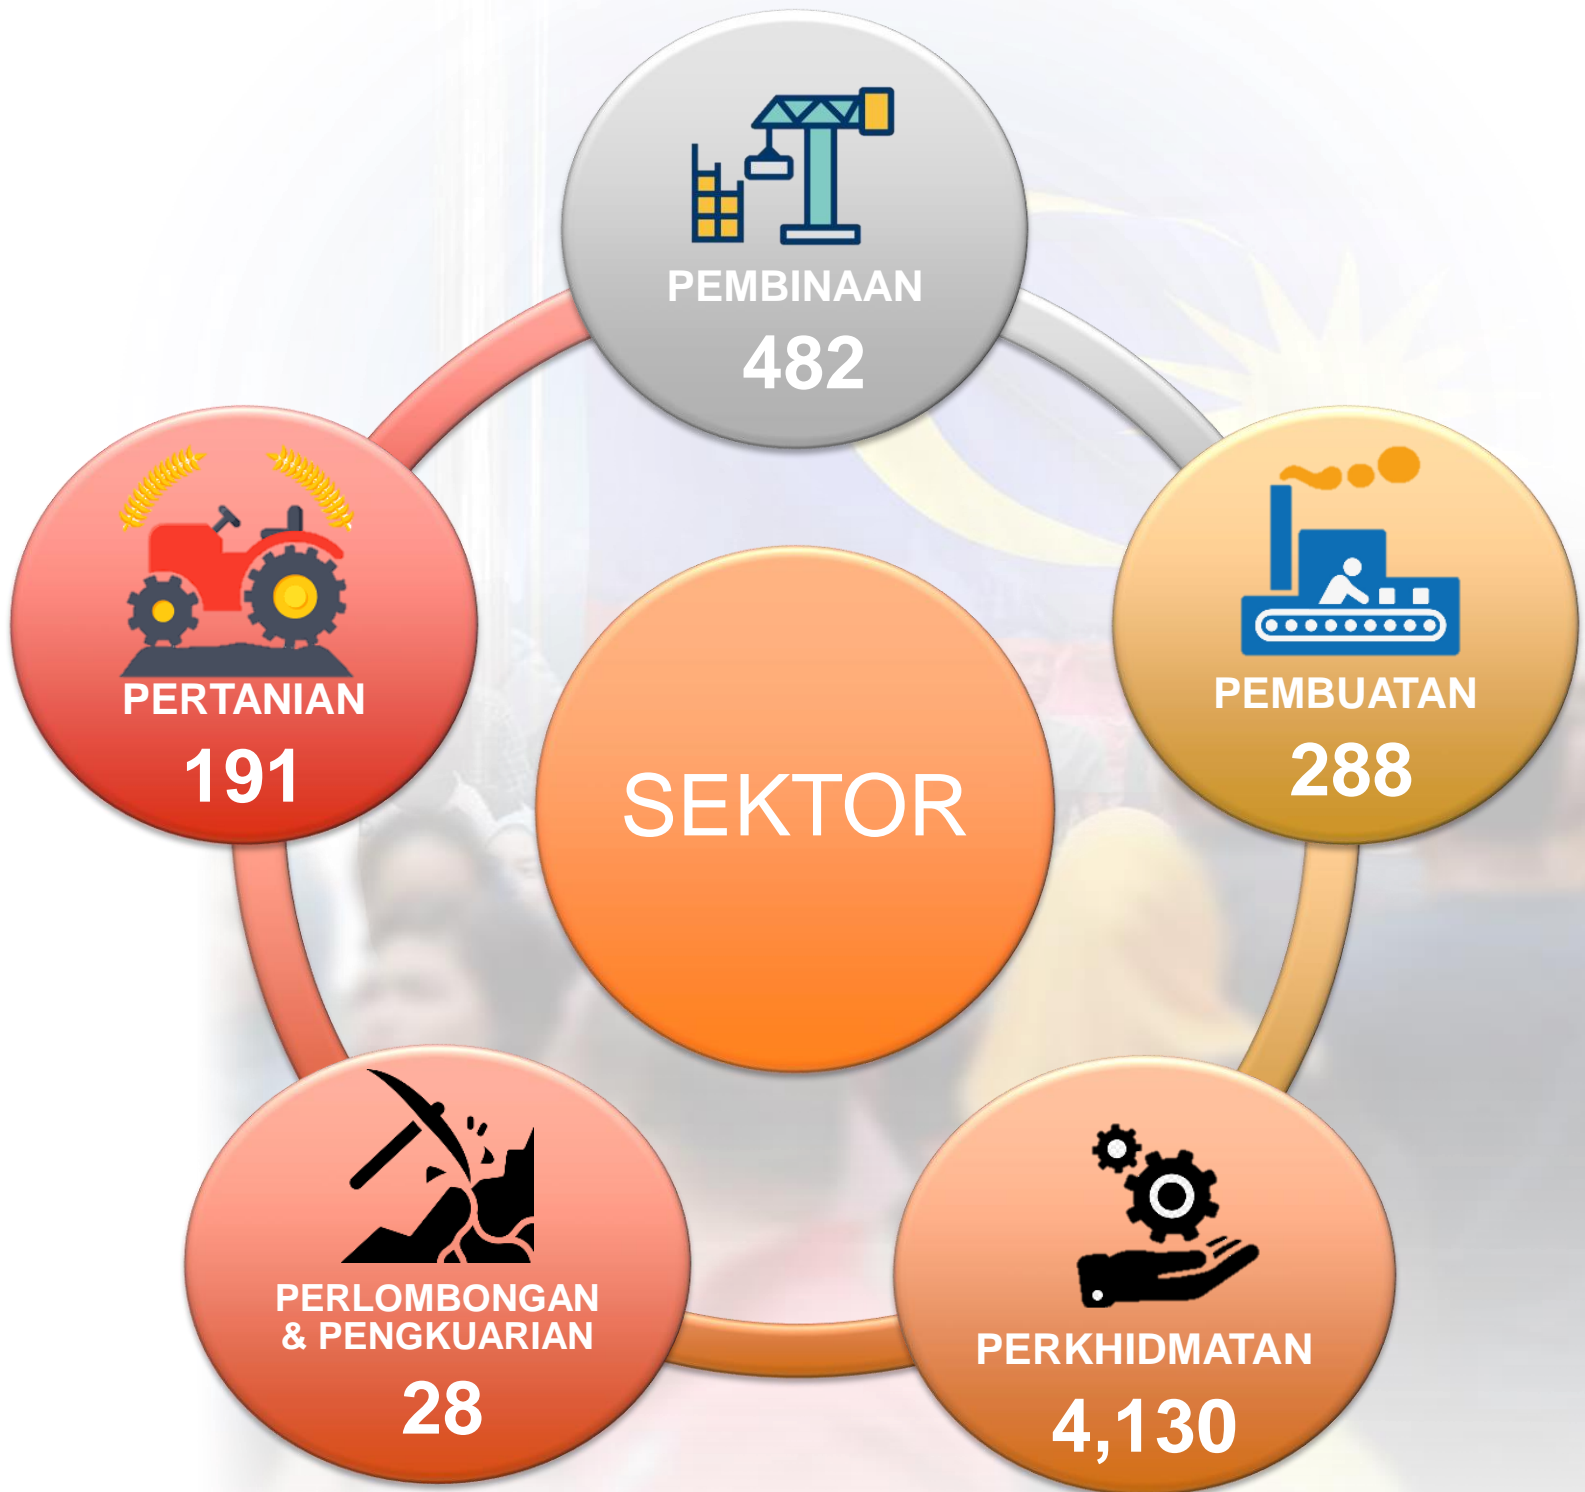 PEMBINAAN
482
PERTANIAN
191
PEMBUATAN
288
SEKTOR
PERLOMBONGAN
& PENGKUARIAN
28
PERKHIDMATAN
4,130